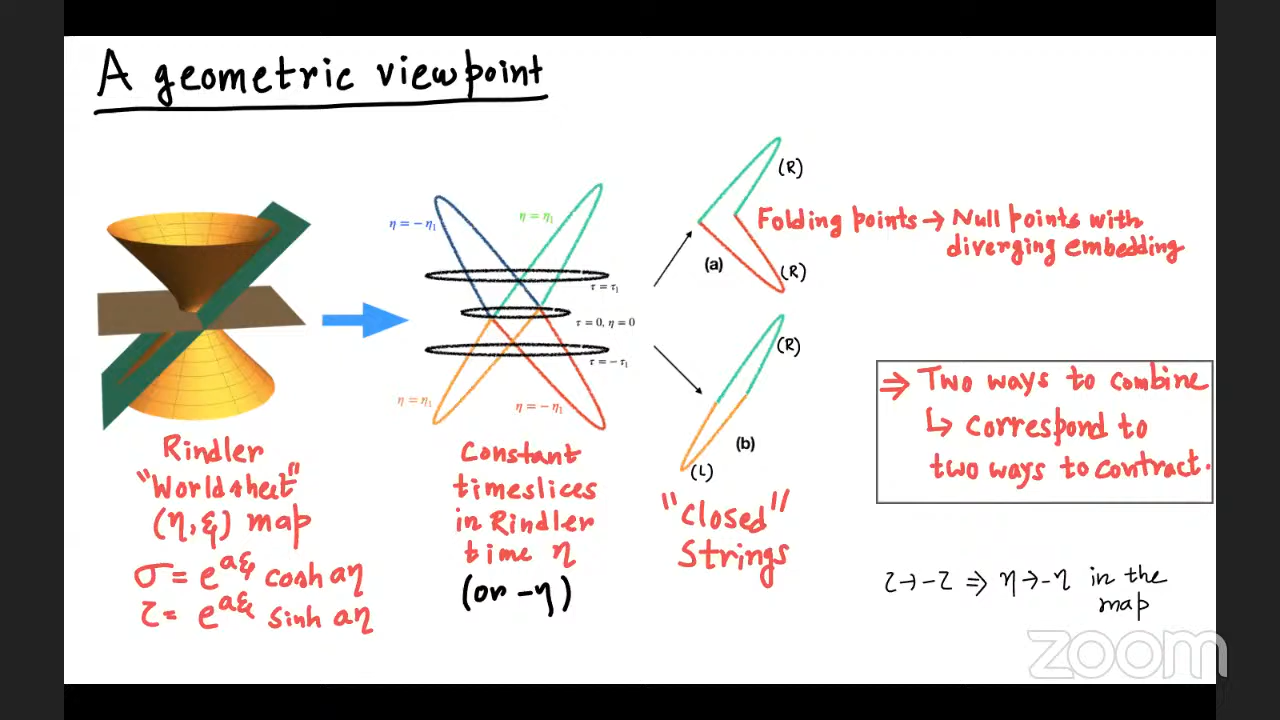 A geometric viewpoint
η = − η₁
η = η₁
τ = τ₁
τ = 0, η = 0
τ = − τ₁
η = η₁
η = − η₁
Rindler
"Worldsheet"
(η, ξ) map
σ = e^{aξ} cosh aη
τ = e^{aξ} sinh aη
Constant
timeslices
in Rindler
time η
(or -η)
(R)
(a)
(R)
Folding points → Null points with
diverging embedding
(R)
(b)
(L)
"Closed"
Strings
⇒ Two ways to combine
↳ correspond to
two ways to contract.
τ → -τ ⇒ η → -η in the
map
zoom